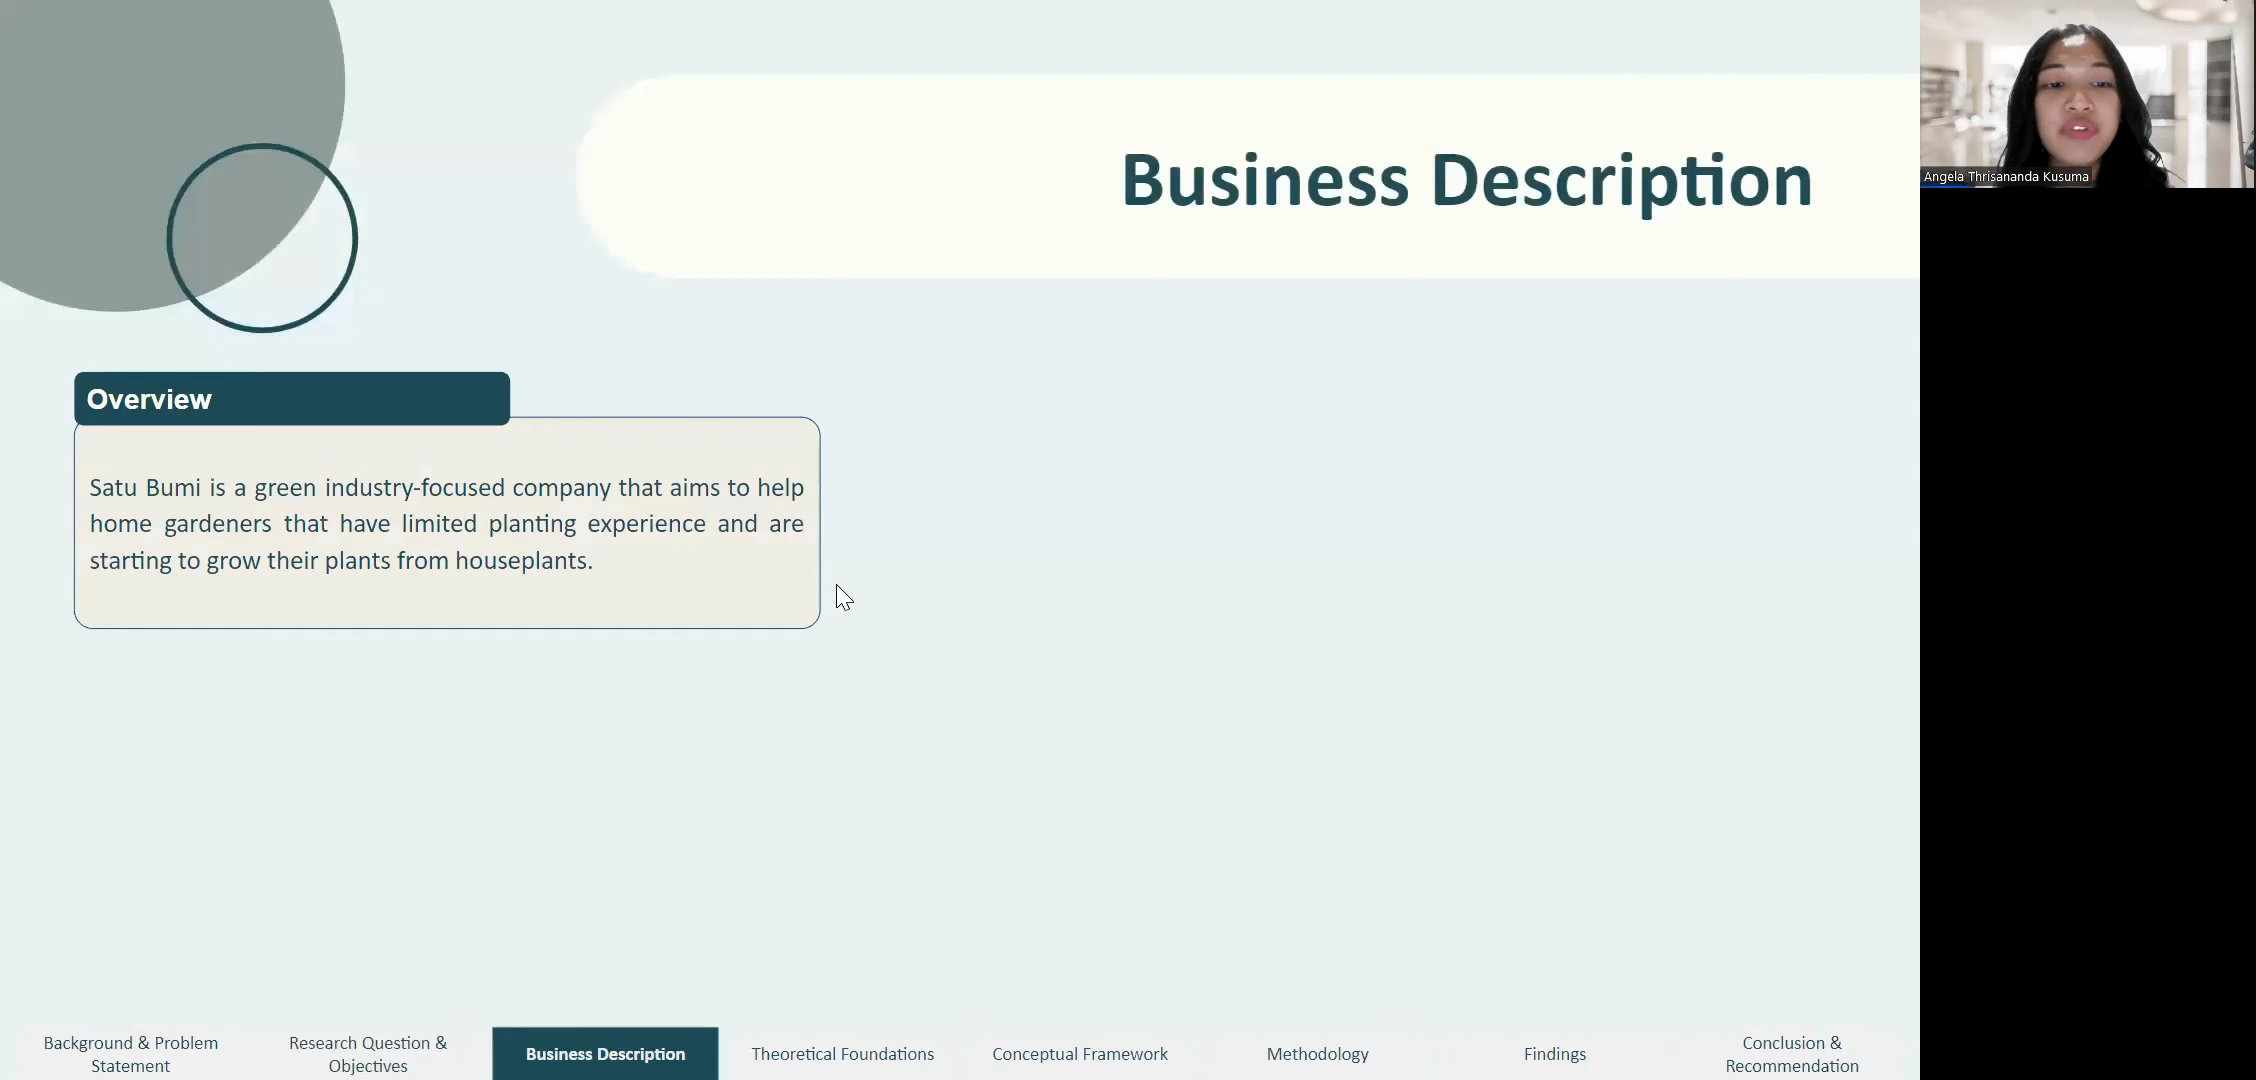 Business Description
Angela Thrisananda Kusuma
Overview
Satu Bumi is a green industry-focused company that aims to help
home gardeners that have limited planting experience and are
starting to grow their plants from houseplants.
Background & Problem
Statement
Research Question &
Objectives
Business Description
Theoretical Foundations
Conceptual Framework
Methodology
Findings
Conclusion &
Recommendation